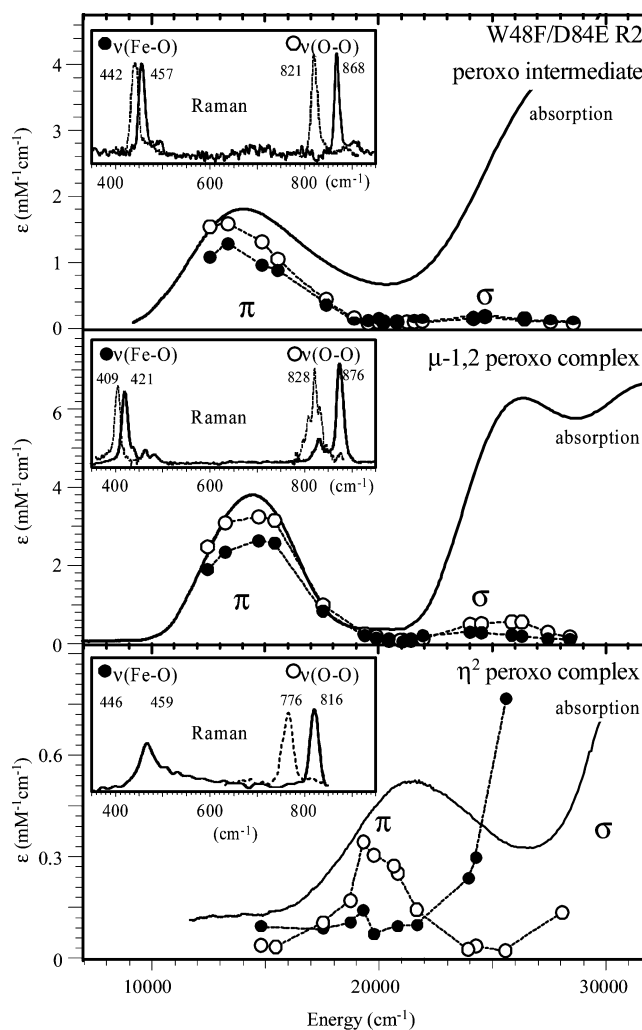 W48F/D84E R2
peroxo intermediate
absorption
ν(Fe-O) ν(O-O)
442 457 821 868
Raman
400 600 800 (cm-1)
4
3
2
1
0
ε (mM-1cm-1)
π σ
μ-1,2 peroxo complex
absorption
ν(Fe-O) ν(O-O)
409 421 828 876
Raman
400 600 800 (cm-1)
6
4
2
0
ε (mM-1cm-1)
π σ
η2 peroxo complex
absorption
ν(Fe-O) ν(O-O)
446 459 776 816
Raman
400 600 800
(cm-1)
0.6
0.3
0
ε (mM-1cm-1)
π σ
10000 20000 30000
Energy (cm-1)